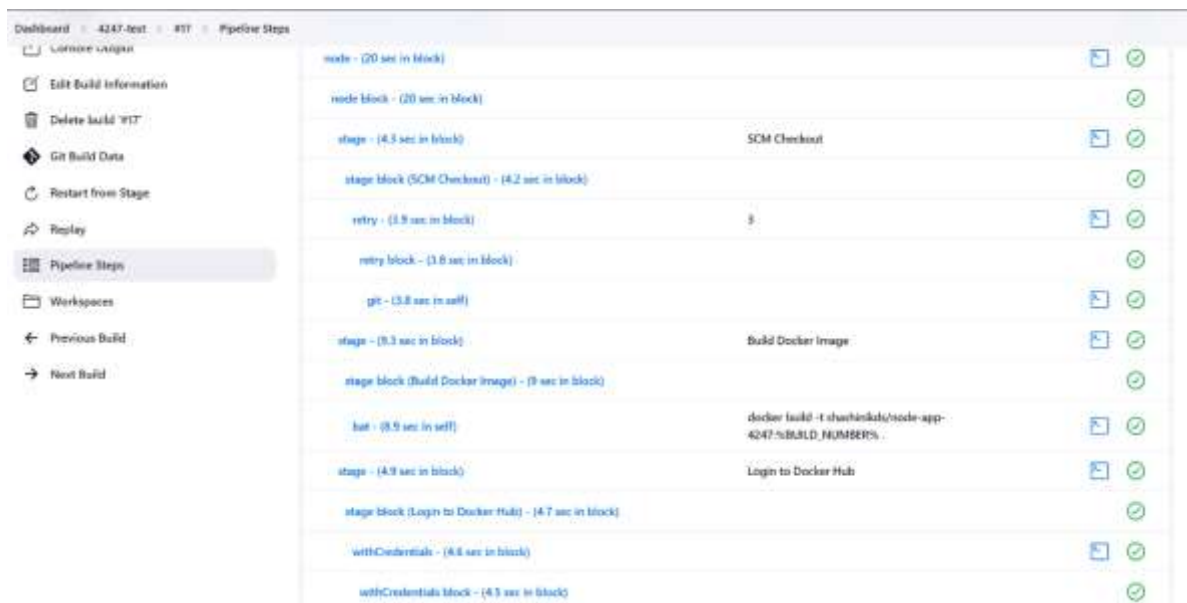 Dashboard 4247-test #17 Pipeline Steps
Console Output
Edit Build Information
Delete build '#17'
Git Build Data
Restart from Stage
Replay
Pipeline Steps
Workspaces
Previous Build
Next Build
node - (20 sec in block)
node block - (20 sec in block)
stage - (4.3 sec in block) SCM Checkout
stage block (SCM Checkout) - (4.2 sec in block)
retry - (3.9 sec in block) 3
retry block - (3.8 sec in block)
git - (3.8 sec in self)
stage - (9.3 sec in block) Build Docker Image
stage block (Build Docker Image) - (9 sec in block)
bat - (8.9 sec in self) docker build -t shashinikds/node-app-
4247:%BUILD_NUMBER% .
stage - (4.9 sec in block) Login to Docker Hub
stage block (Login to Docker Hub) - (4.7 sec in block)
withCredentials - (4.6 sec in block)
withCredentials block - (4.5 sec in block)